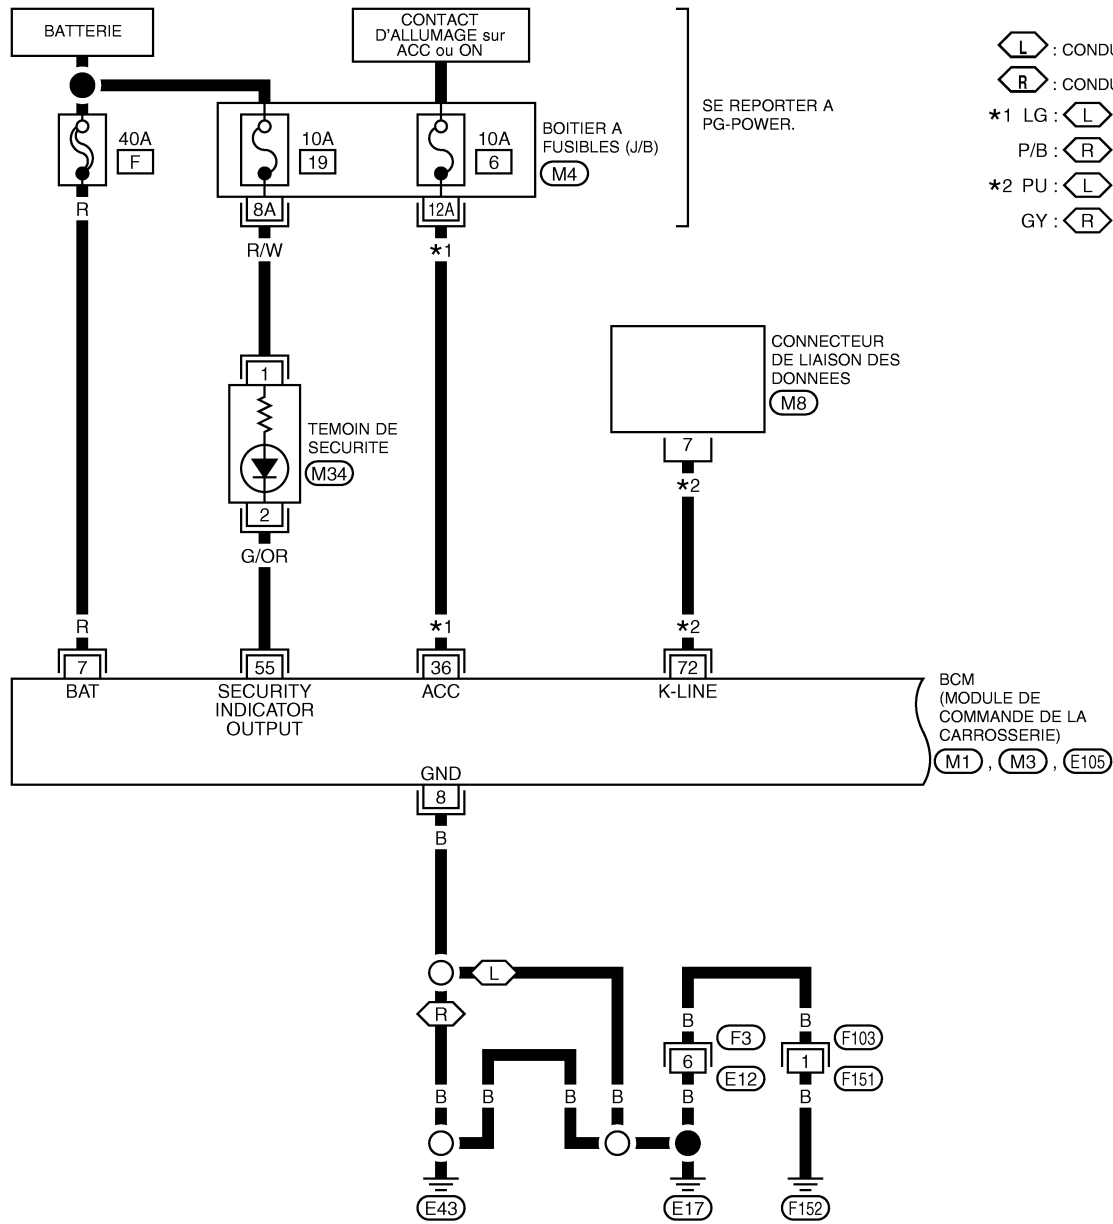 BATTERIE
CONTACT
D'ALLUMAGE sur
ACC ou ON
L : CONDU
R : CONDU
*1 LG : L
P/B : R
*2 PU : L
GY : R
SE REPORTER A
PG-POWER.
40A
F
10A
19
10A
6
BOITIER A
FUSIBLES (J/B)
M4
8A
12A
R
R/W
*1
CONNECTEUR
DE LIAISON DES
DONNEES
M8
1
TEMOIN DE
SECURITE
M34
7
*2
2
G/OR
R
*1
*2
7
55
36
72
BAT
SECURITY
INDICATOR
OUTPUT
ACC
K-LINE
BCM
(MODULE DE
COMMANDE DE LA
CARROSSERIE)
M1 , M3 , E105
GND
8
B
L
R
B
B
F3
F103
6
1
E12
F151
B
B
B
B
B
B
E43
E17
F152